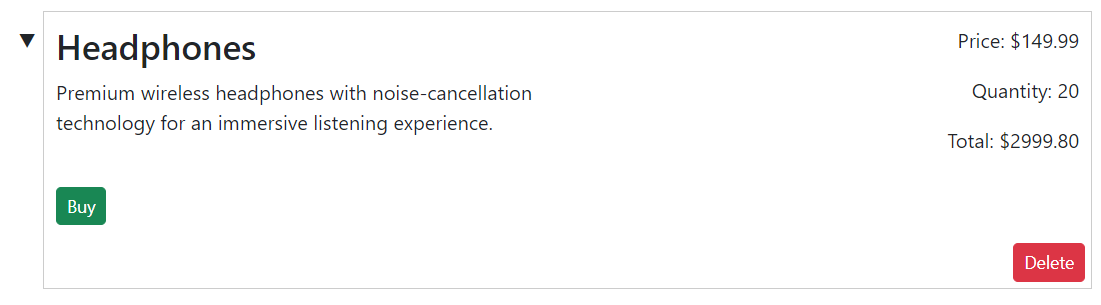 Headphones
Premium wireless headphones with noise-cancellation
technology for an immersive listening experience.
Price: $149.99
Quantity: 20
Total: $2999.80
Buy
Delete